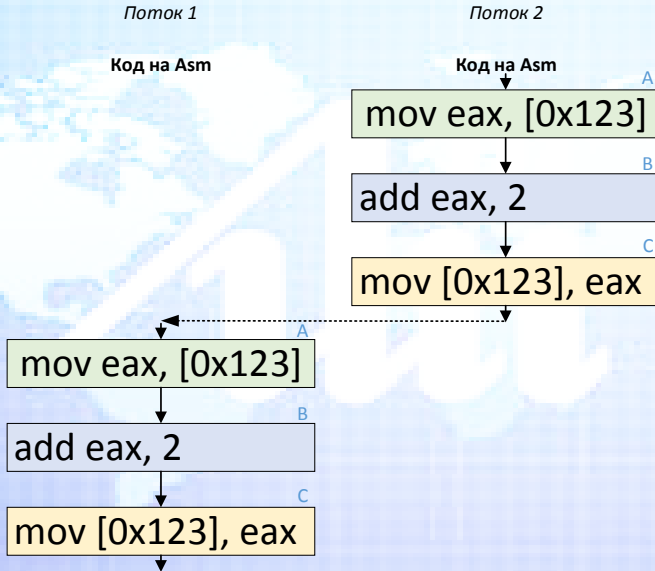 Поток 1
Поток 2
Код на Asm
Код на Asm
A
mov eax, [0x123]
B
add eax, 2
C
mov [0x123], eax
A
mov eax, [0x123]
B
add eax, 2
C
mov [0x123], eax